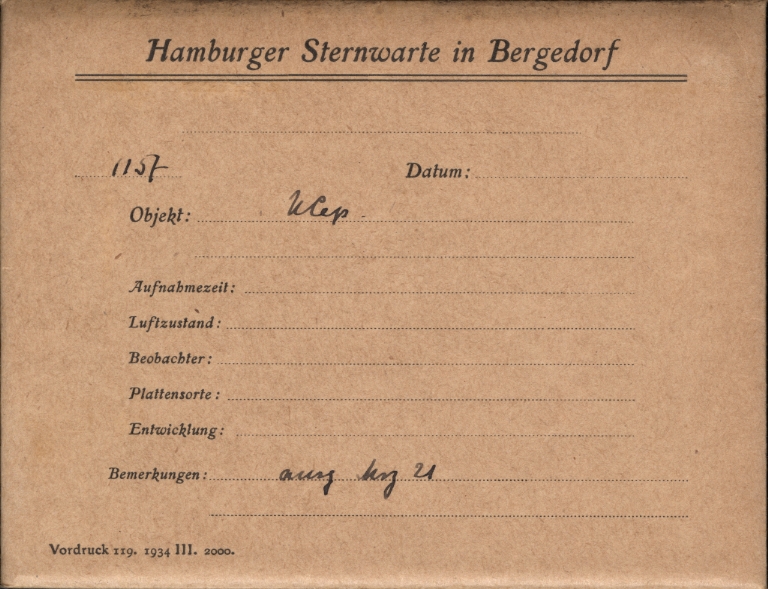 Hamburger Sternwarte in Bergedorf
1157 Datum:
Objekt: U Cep
Aufnahmezeit:
Luftzustand:
Beobachter:
Plattensorte:
Entwicklung:
Bemerkungen: 21
Vordruck 119. 1934 III. 2000.